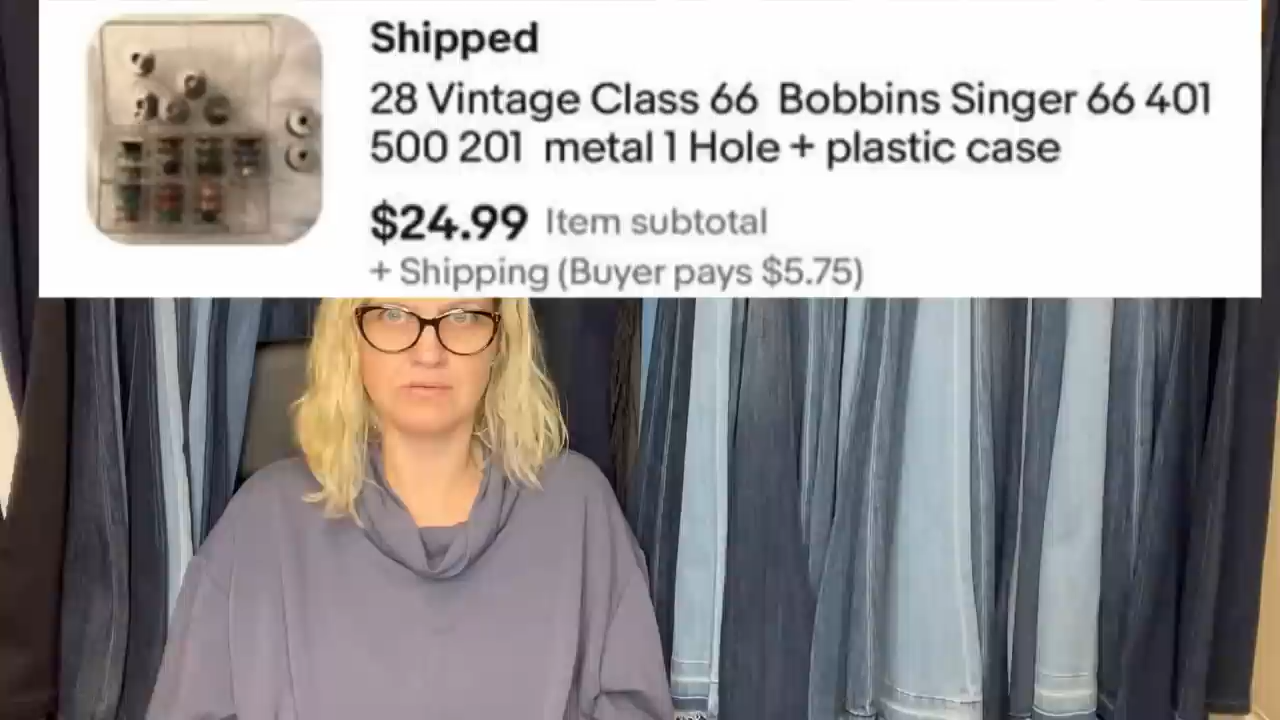 Shipped
28 Vintage Class 66 Bobbins Singer 66 401
500 201 metal 1 Hole + plastic case
$24.99 Item subtotal
+ Shipping (Buyer pays $5.75)